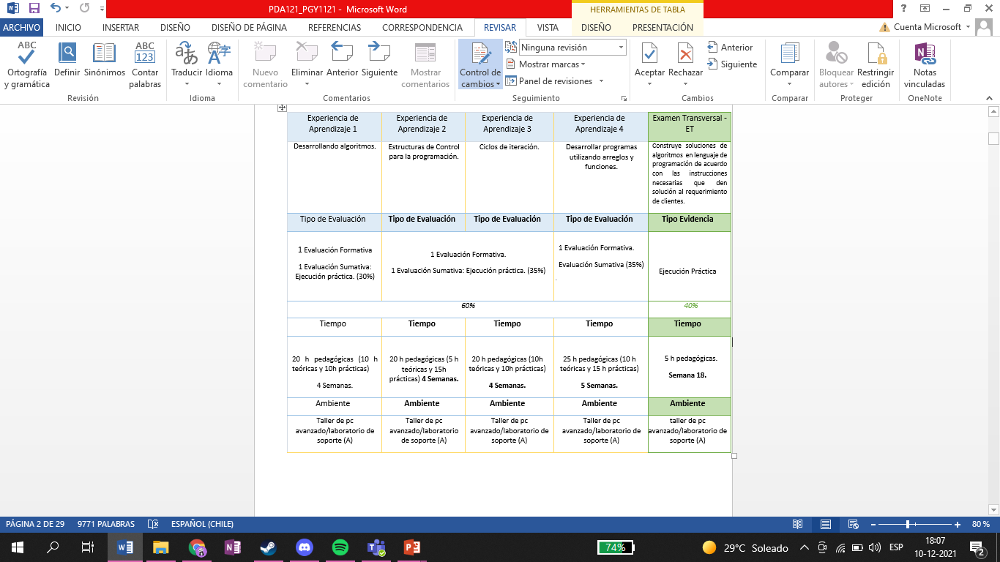 PDA121_PGY1121 - Microsoft Word
HERRAMIENTAS DE TABLA
ARCHIVO INICIO INSERTAR DISEÑO DISEÑO DE PÁGINA REFERENCIAS CORRESPONDENCIA REVISAR VISTA DISEÑO PRESENTACIÓN Cuenta Microsoft
ABC
Ortografía
y gramática
Definir
Sinónimos
ABC
123
Contar
palabras
Revisión
Traducir
Idioma
Idioma
Nuevo
comentario
Eliminar
Anterior
Siguiente
Mostrar
comentarios
Comentarios
Control de
cambios
Ninguna revisión
Mostrar marcas
Panel de revisiones
Seguimiento
Aceptar
Rechazar
Anterior
Siguiente
Cambios
Comparar
Comparar
Bloquear
autores
Restringir
edición
Proteger
Notas
vinculadas
OneNote
Experiencia de
Aprendizaje 1
Experiencia de
Aprendizaje 2
Experiencia de
Aprendizaje 3
Experiencia de
Aprendizaje 4
Examen Transversal -
ET
Desarrollando algoritmos.
Estructuras de Control
para la programación.
Ciclos de iteración.
Desarrollar programas
utilizando arreglos y
funciones.
Construye soluciones de
algoritmos en lenguaje de
programación de acuerdo
con las instrucciones
necesarias que den
solución al requerimiento
de clientes.
Tipo de Evaluación
Tipo de Evaluación
Tipo de Evaluación
Tipo de Evaluación
Tipo Evidencia
1 Evaluación Formativa
1 Evaluación Sumativa:
Ejecución práctica. (30%)
1 Evaluación Formativa.
1 Evaluación Sumativa: Ejecución práctica. (35%)
1 Evaluación Formativa.
Evaluación Sumativa (35%)
.
Ejecución Práctica
60%
40%
Tiempo
Tiempo
Tiempo
Tiempo
Tiempo
20 h pedagógicas (10 h
teóricas y 10h prácticas)
4 Semanas.
20 h pedagógicas (5 h
teóricas y 15h
prácticas) 4 Semanas.
20 h pedagógicas (10h
teóricas y 10h prácticas)
4 Semanas.
25 h pedagógicas (10 h
teóricas y 15 h prácticas)
5 Semanas.
5 h pedagógicas.
Semana 18.
Ambiente
Ambiente
Ambiente
Ambiente
Ambiente
Taller de pc
avanzado/laboratorio de
soporte (A)
Taller de pc
avanzado/laboratorio
de soporte (A)
Taller de pc
avanzado/laboratorio de
soporte (A)
Taller de pc
avanzado/laboratorio de
soporte (A)
taller de pc
avanzado/laboratorio de
soporte (A)
PÁGINA 2 DE 29 9771 PALABRAS ESPAÑOL (CHILE) 80 %
74%
29°C Soleado
ESP
18:07
10-12-2021
2